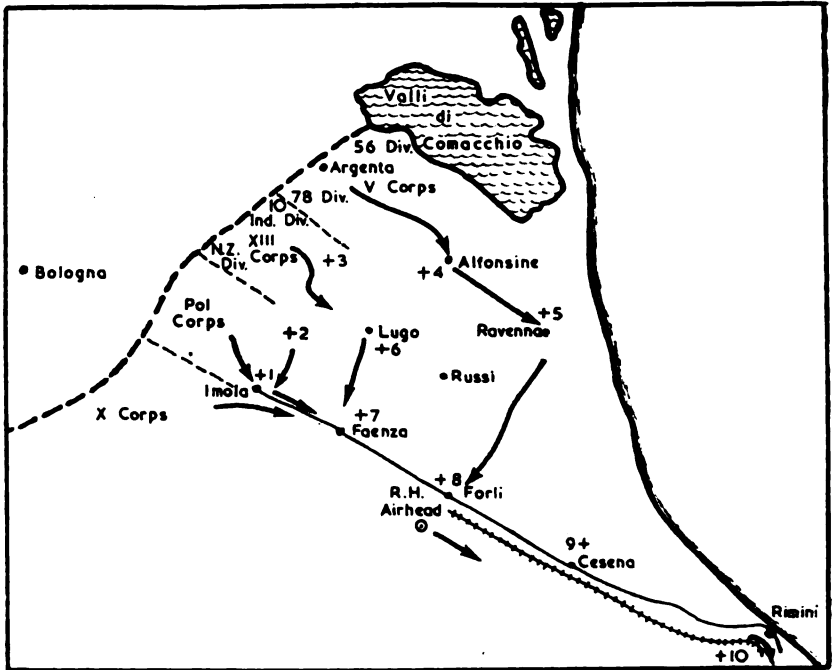 Valli
di
Comacchio
56 Div.
Argenta
V Corps
78 Div.
10
Ind. Div.
XIII
Corps
+3
N.Z.
Div.
Bologna
+4
Alfonsine
Pol
Corps
+2
+5
Ravenna
Lugo
+6
Russi
+1
Imola
X Corps
+7
Faenza
+8 Forli
R.H.
Airhead
9+
Cesena
Rimini
+10